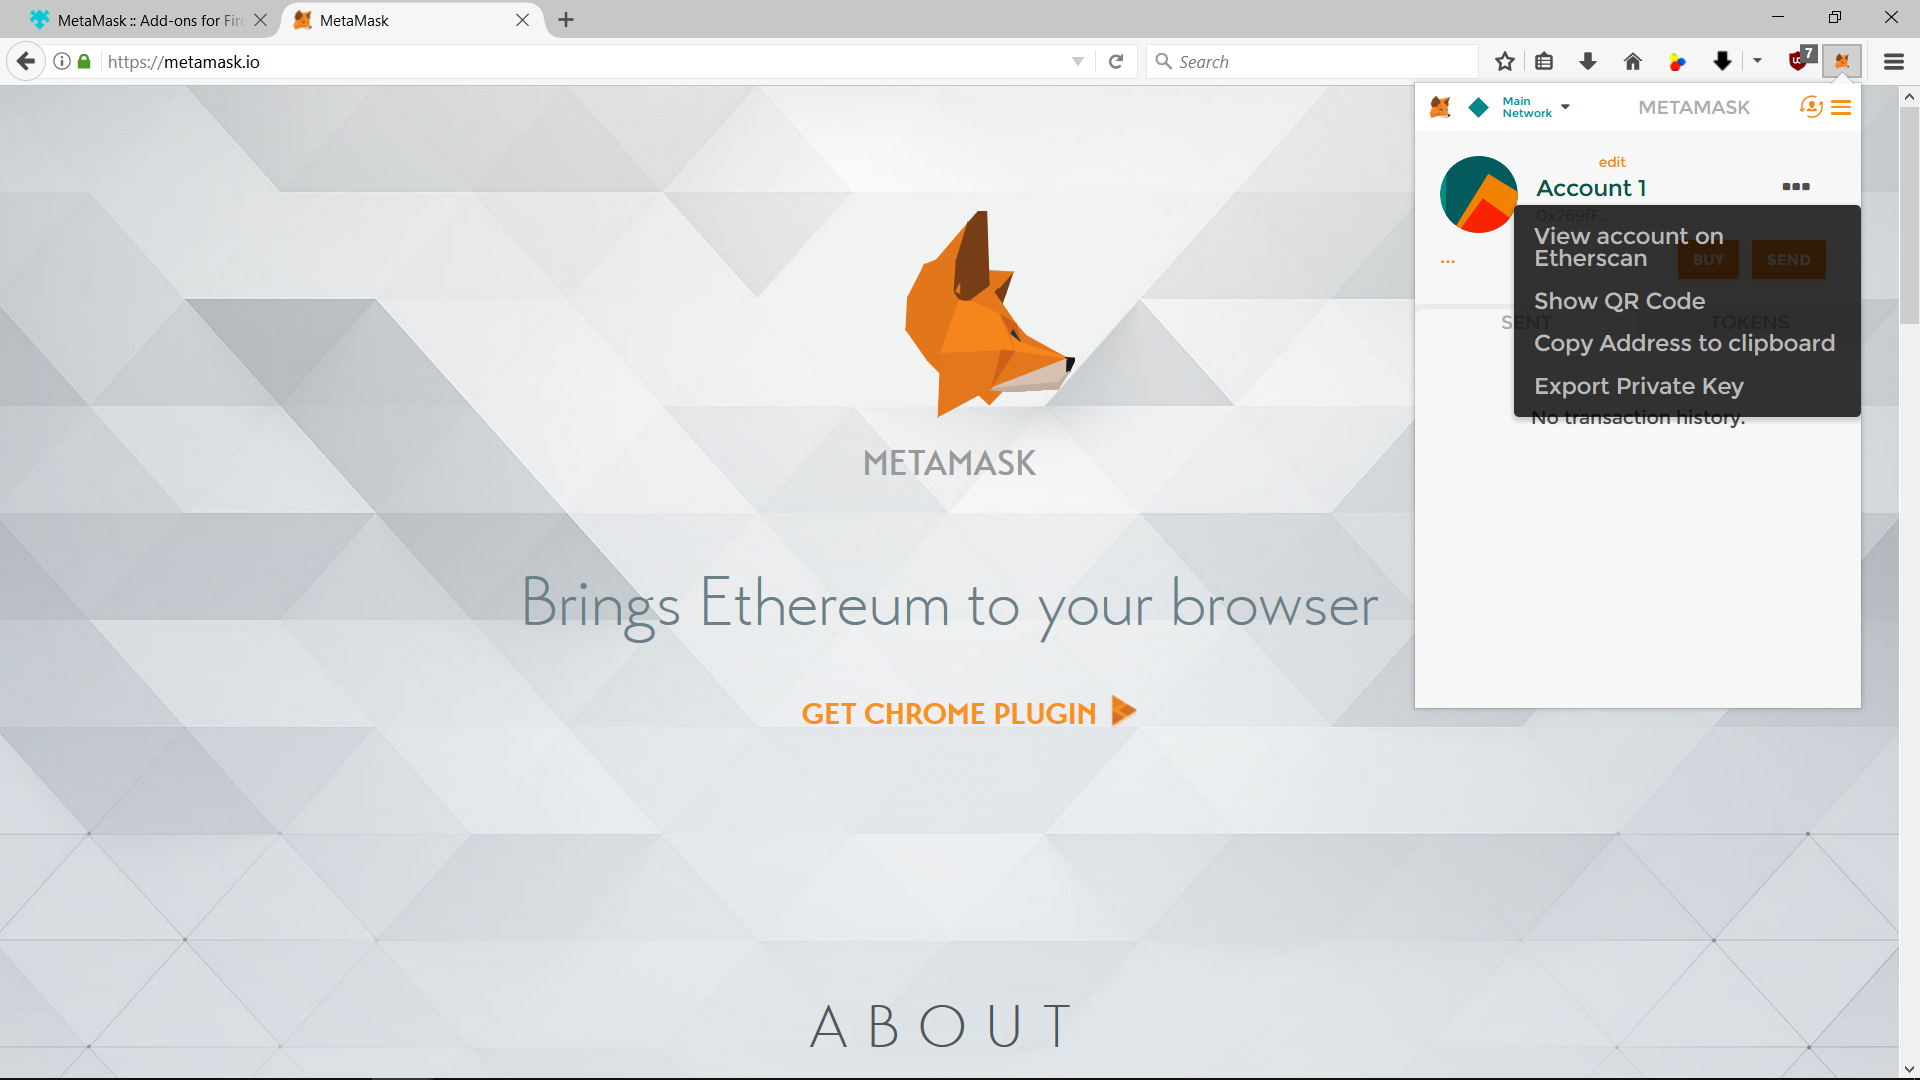 MetaMask :: Add-ons for Fire
MetaMask
https://metamask.io
Search
7
Main
Network
METAMASK
edit
Account 1
0x769fF...
View account on
Etherscan
...
BUY
SEND
Show QR Code
SENT
TOKENS
Copy Address to clipboard
Export Private Key
No transaction history.
METAMASK
Brings Ethereum to your browser
GET CHROME PLUGIN
ABOUT